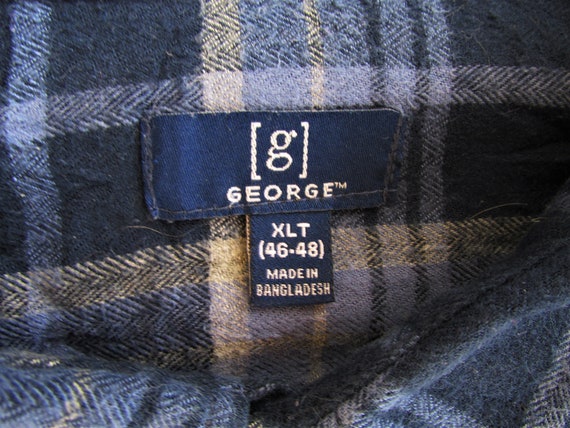 [g]
GEORGE™
XLT
(46-48)
MADE IN
BANGLADESH